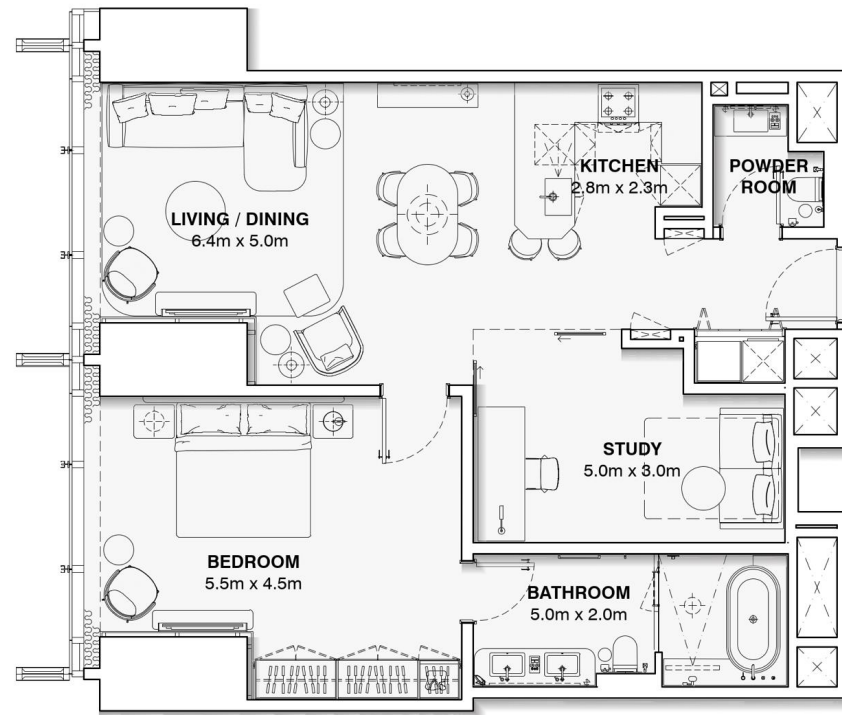 KITCHEN
2.8m x 2.3m
POWDER
ROOM
LIVING / DINING
6.4m x 5.0m
STUDY
5.0m x 3.0m
BEDROOM
5.5m x 4.5m
BATHROOM
5.0m x 2.0m